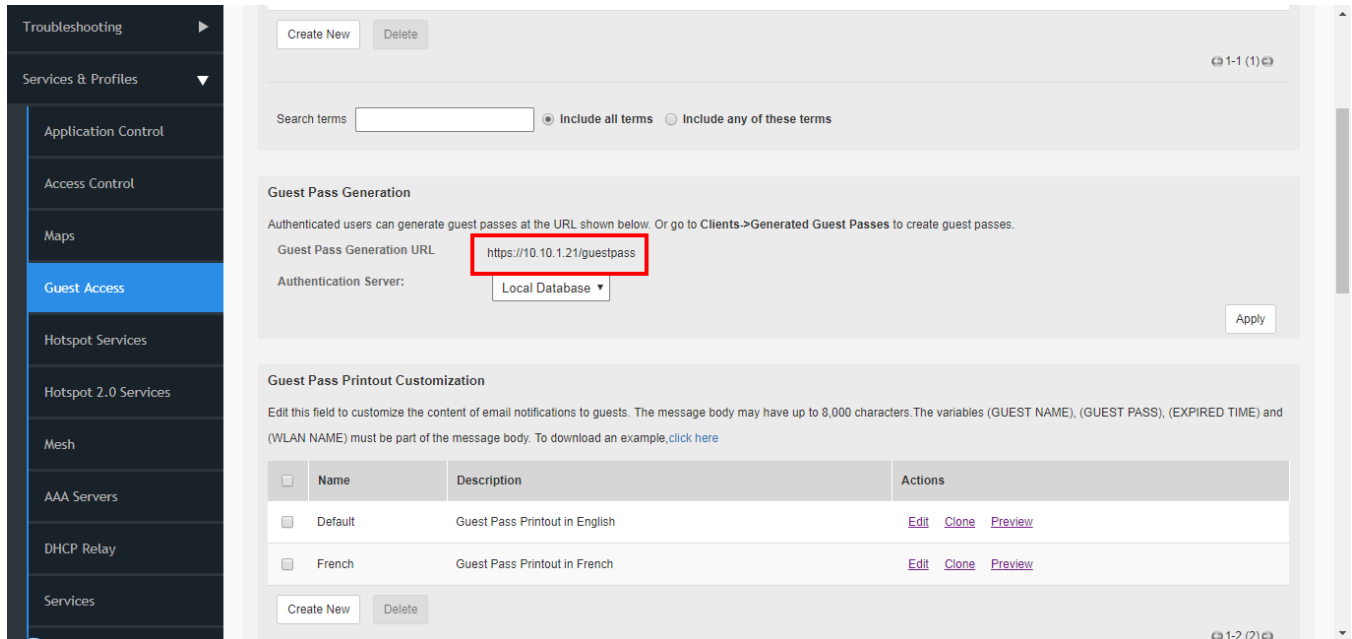 Troubleshooting
Services & Profiles
Application Control
Access Control
Maps
Guest Access
Hotspot Services
Hotspot 2.0 Services
Mesh
AAA Servers
DHCP Relay
Services
Create New Delete
1-1 (1)
Search terms Include all terms Include any of these terms
Guest Pass Generation
Authenticated users can generate guest passes at the URL shown below. Or go to Clients->Generated Guest Passes to create guest passes.
Guest Pass Generation URL https://10.10.1.21/guestpass
Authentication Server: Local Database
Apply
Guest Pass Printout Customization
Edit this field to customize the content of email notifications to guests. The message body may have up to 8,000 characters.The variables (GUEST NAME), (GUEST PASS), (EXPIRED TIME) and
(WLAN NAME) must be part of the message body. To download an example,click here
Name Description Actions
Default Guest Pass Printout in English Edit Clone Preview
French Guest Pass Printout in French Edit Clone Preview
Create New Delete
1-2 (2)